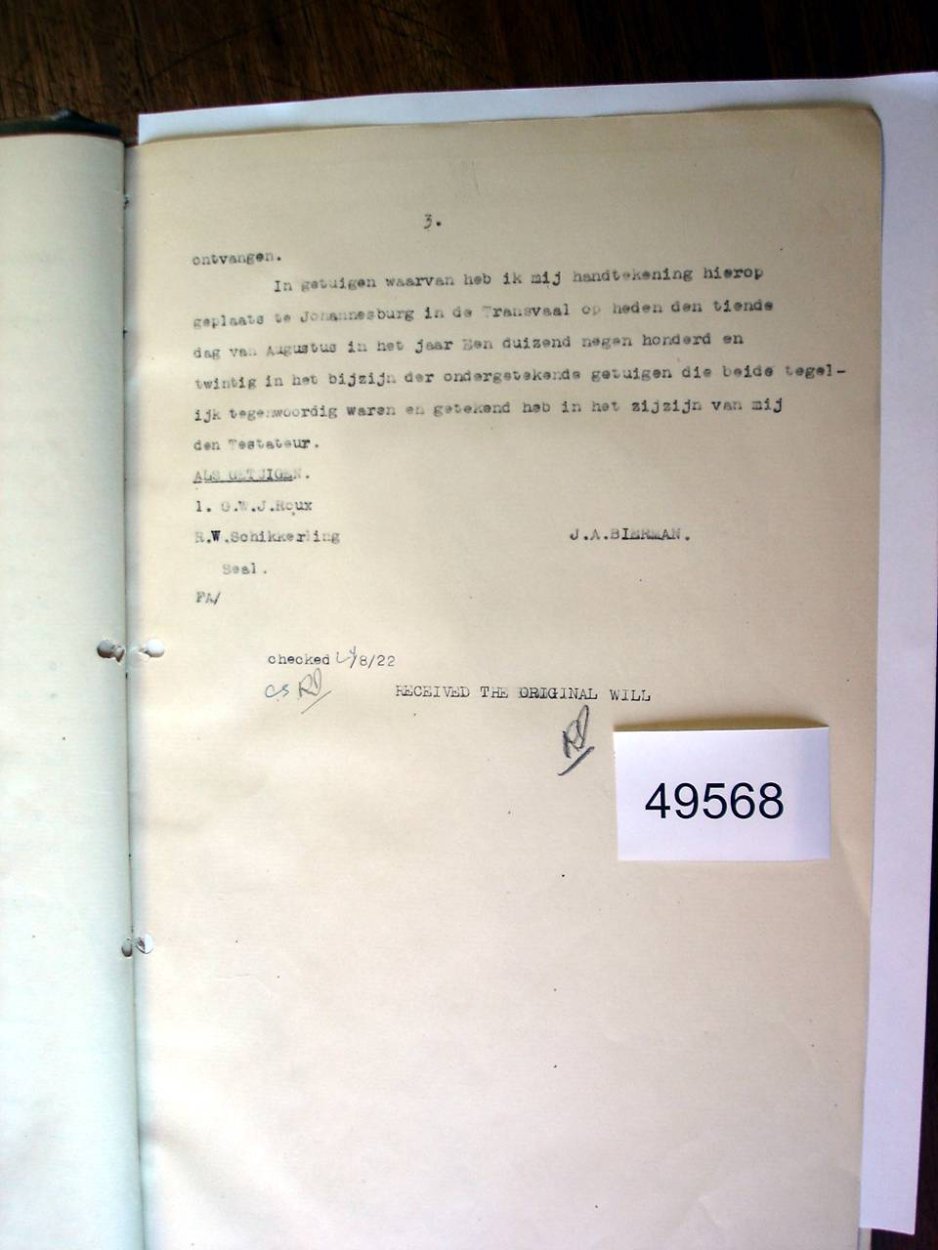 3.
ontvangen.
In getuigen waarvan heb ik mij handtekening hierop
geplaats te Johannesburg in de Transvaal op heden den tiende
dag van Augustus in het jaar Een duizend negen honderd en
twintig in het bijzijn der ondergetekende getuigen die beide tegel-
ijk tegenwoordig waren en getekend heb in het zijzijn van mij
den Testateur.
ALS GETUIGEN.
1. G.W.J.Roux
R.W.Schikkerling J.A.BIERMAN.
Seal.
FA/
checked 8/22
CS
RECEIVED THE ORIGINAL WILL
49568